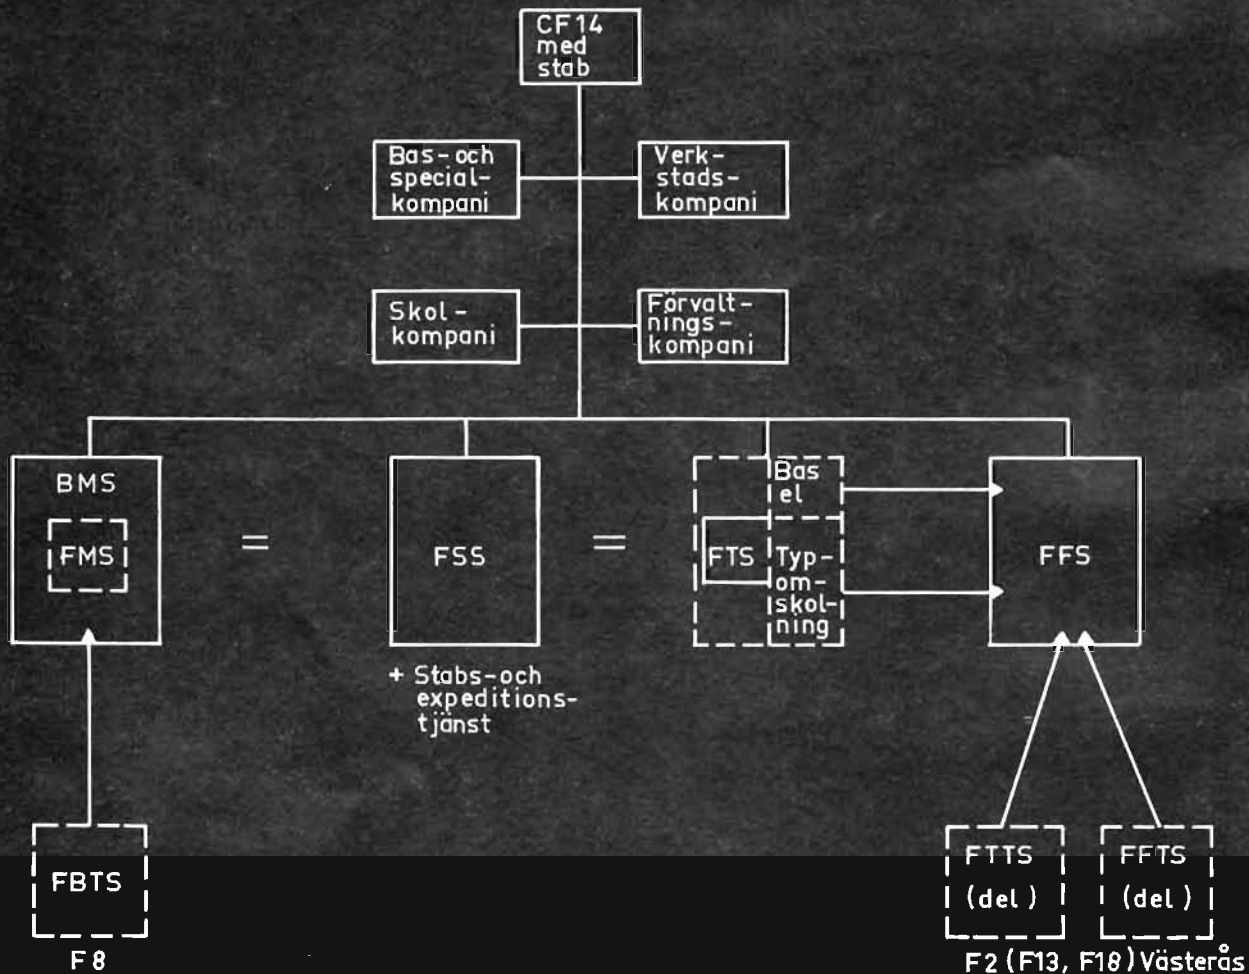 CF14
med
stab
Bas-och
special-
kompani
Verk-
stads-
kompani
Skol-
kompani
Förvalt-
nings-
kompani
BMS
FMS
=
FSS
+ Stabs-och
expeditions-
tjänst
=
Bas
el
FTS
Typ-
om-
skol-
ning
FFS
FBTS
F8
FTTS
(del)
FFTS
(del)
F2 (F13, F18) Västerås